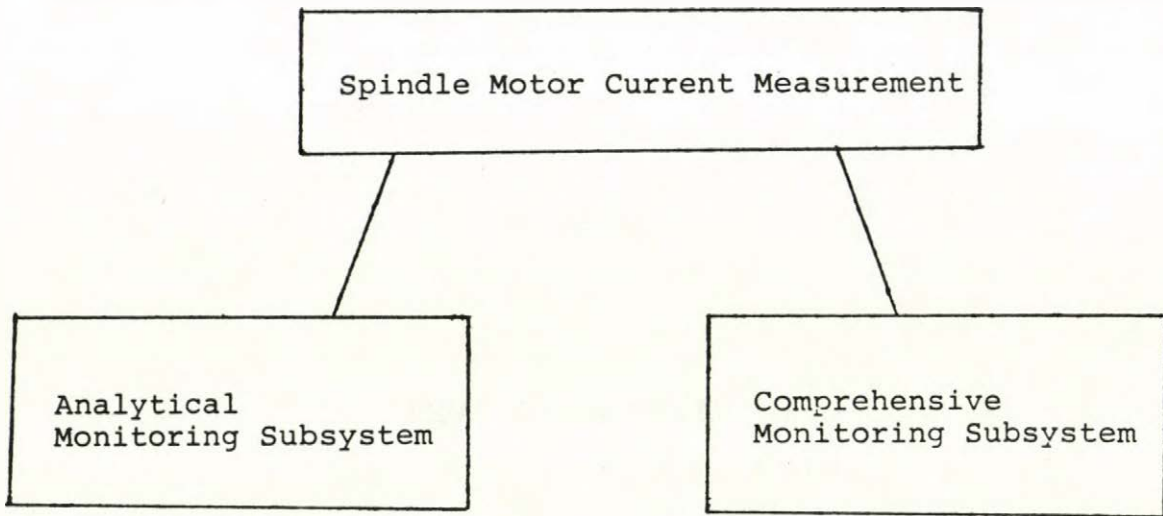 Spindle Motor Current Measurement
Analytical
Monitoring Subsystem
Comprehensive
Monitoring Subsystem